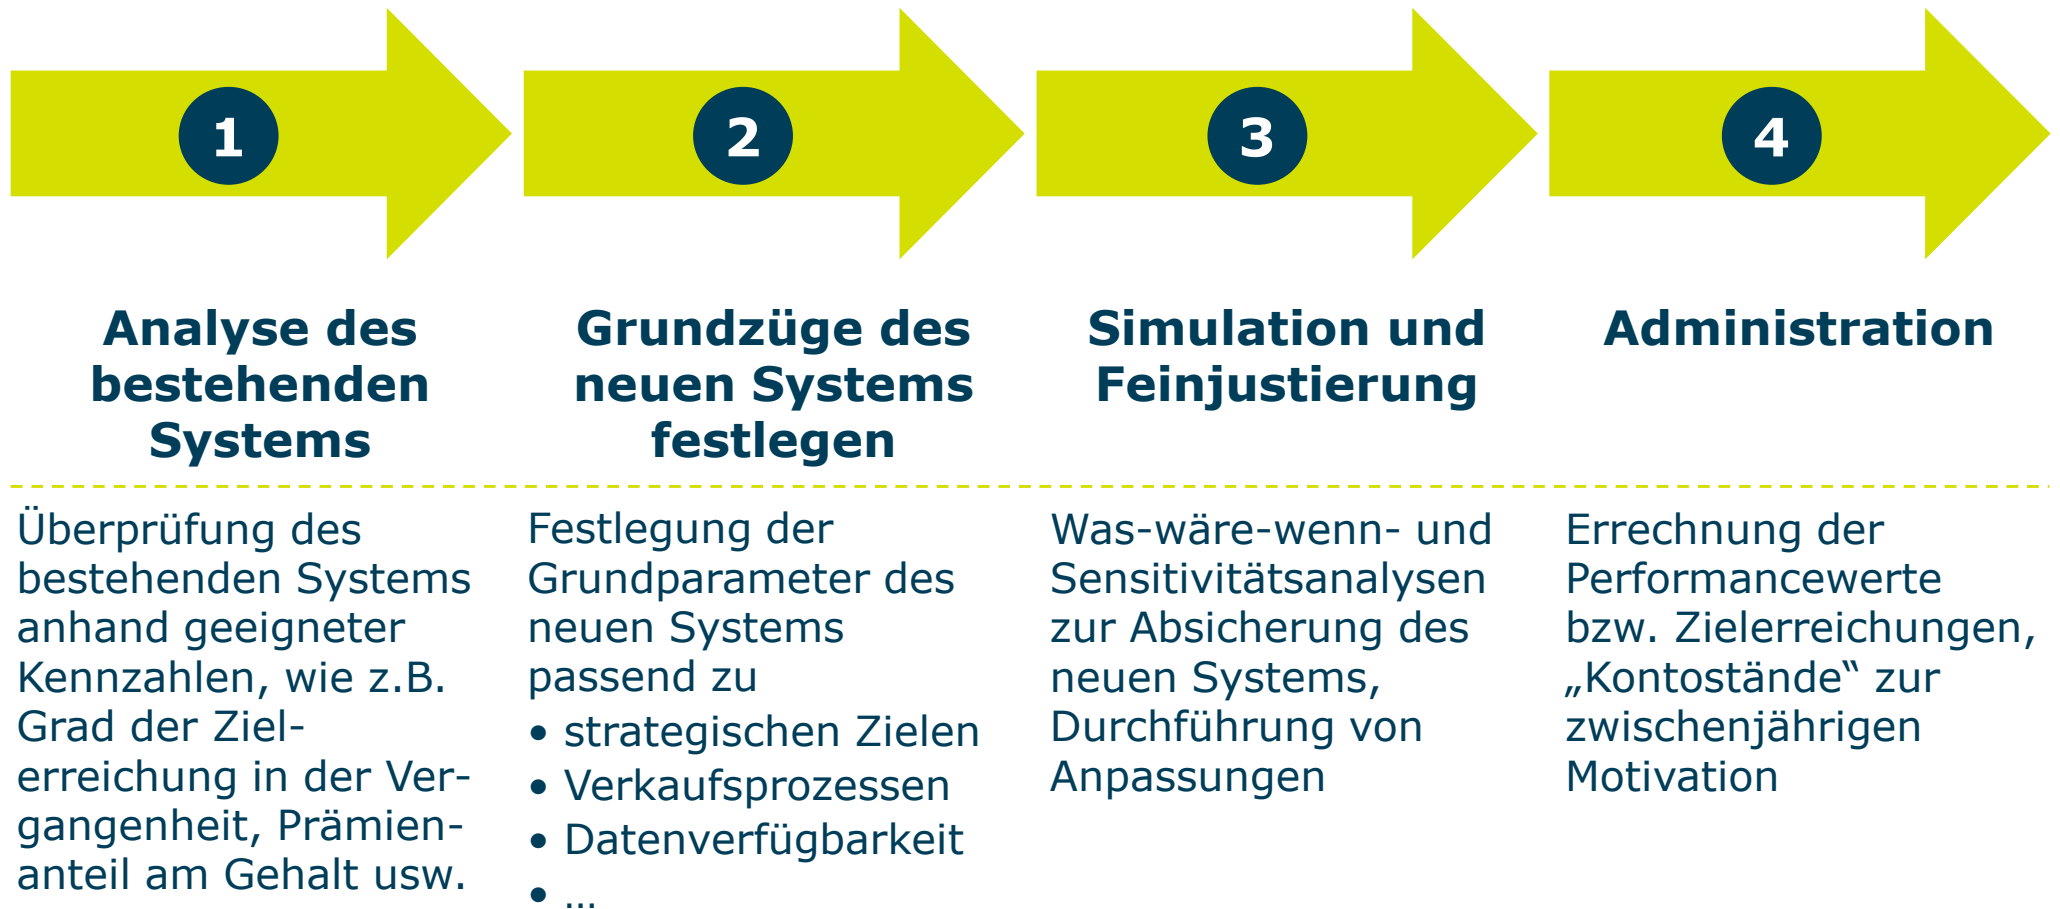 1
2
3
4
Analyse des
bestehenden
Systems
Grundzüge des
neuen Systems
festlegen
Simulation und
Feinjustierung
Administration
Überprüfung des
bestehenden Systems
anhand geeigneter
Kennzahlen, wie z.B.
Grad der Ziel-
erreichung in der Ver-
gangenheit, Prämien-
anteil am Gehalt usw.
Festlegung der
Grundparameter des
neuen Systems
passend zu
• strategischen Zielen
• Verkaufsprozessen
• Datenverfügbarkeit
• …
Was-wäre-wenn- und
Sensitivitätsanalysen
zur Absicherung des
neuen Systems,
Durchführung von
Anpassungen
Errechnung der
Performancewerte
bzw. Zielerreichungen,
„Kontostände“ zur
zwischenjährigen
Motivation